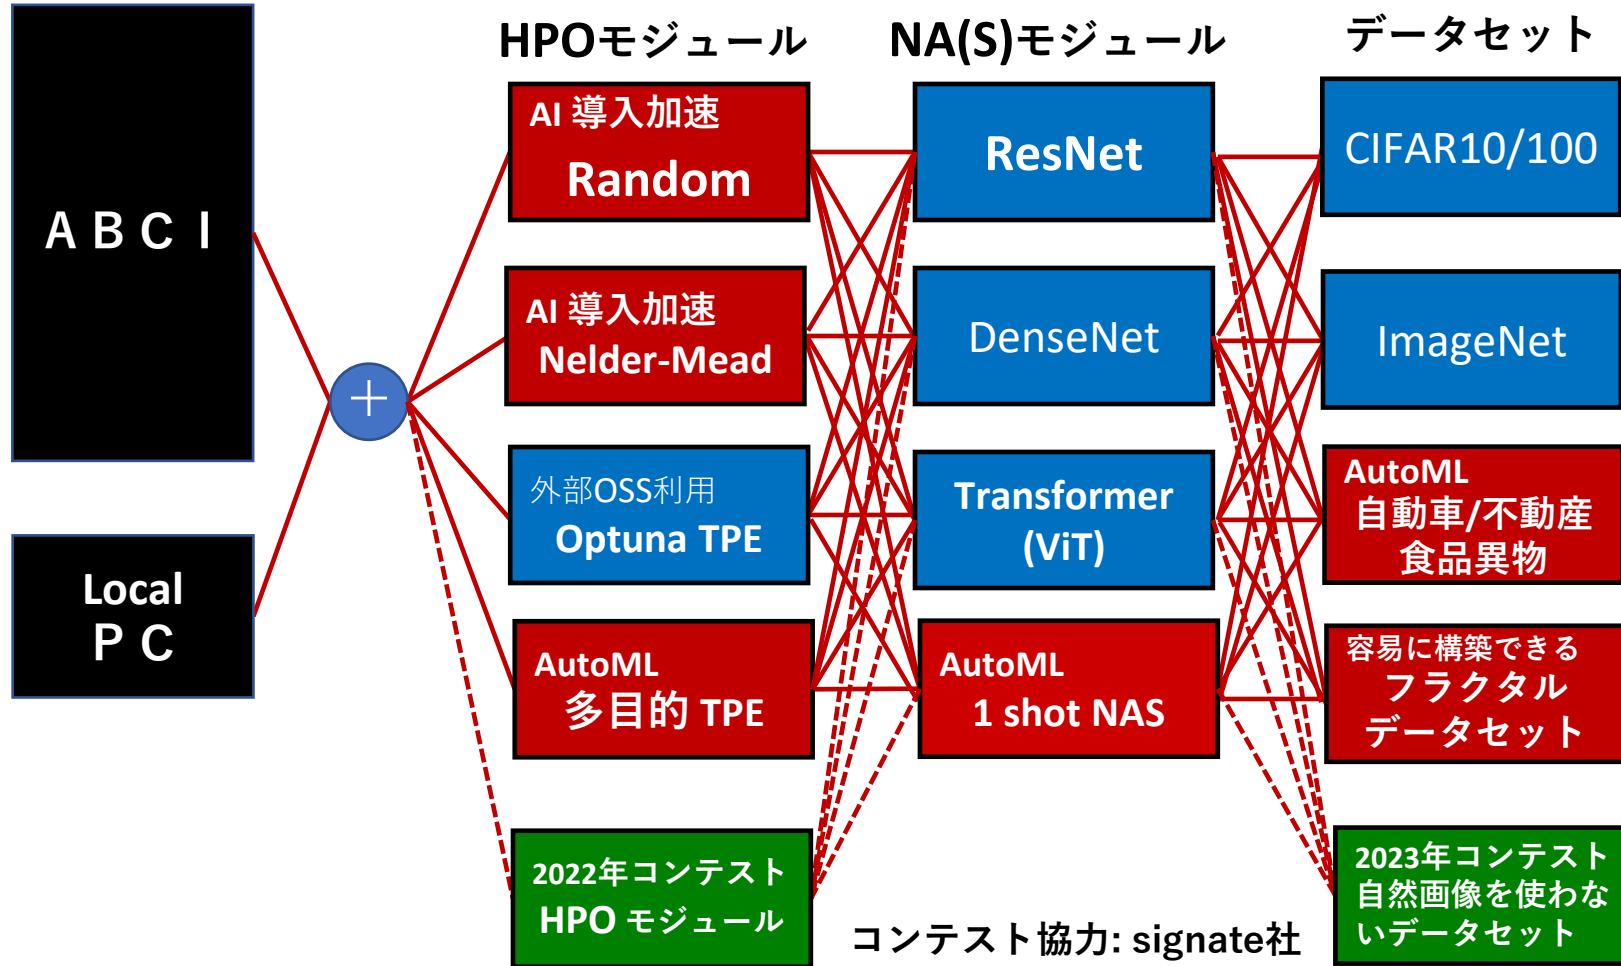 HPOモジュール
NA(S)モジュール
データセット
ＡＢＣＩ
Local
ＰＣ
＋
AI 導入加速
Random
AI 導入加速
Nelder-Mead
外部OSS利用
Optuna TPE
AutoML
多目的 TPE
2022年コンテスト
HPO モジュール
ResNet
DenseNet
Transformer
(ViT)
AutoML
1 shot NAS
CIFAR10/100
ImageNet
AutoML
自動車/不動産
食品異物
容易に構築できる
フラクタル
データセット
2023年コンテスト
自然画像を使わな
いデータセット
コンテスト協力: signate社